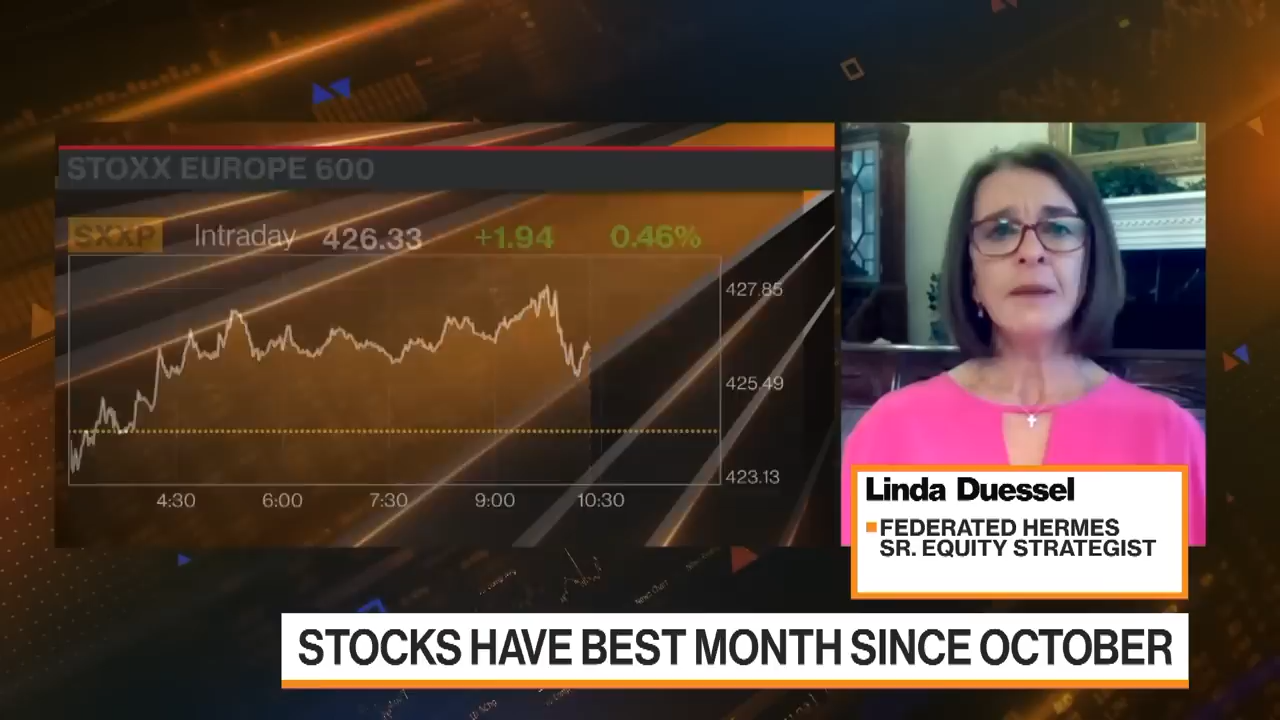 STOXX EUROPE 600
SXXP Intraday 426.33 +1.94 0.46%
427.85
425.49
423.13
4:30 6:00 7:30 9:00 10:30
Linda Duessel
FEDERATED HERMES
SR. EQUITY STRATEGIST
STOCKS HAVE BEST MONTH SINCE OCTOBER